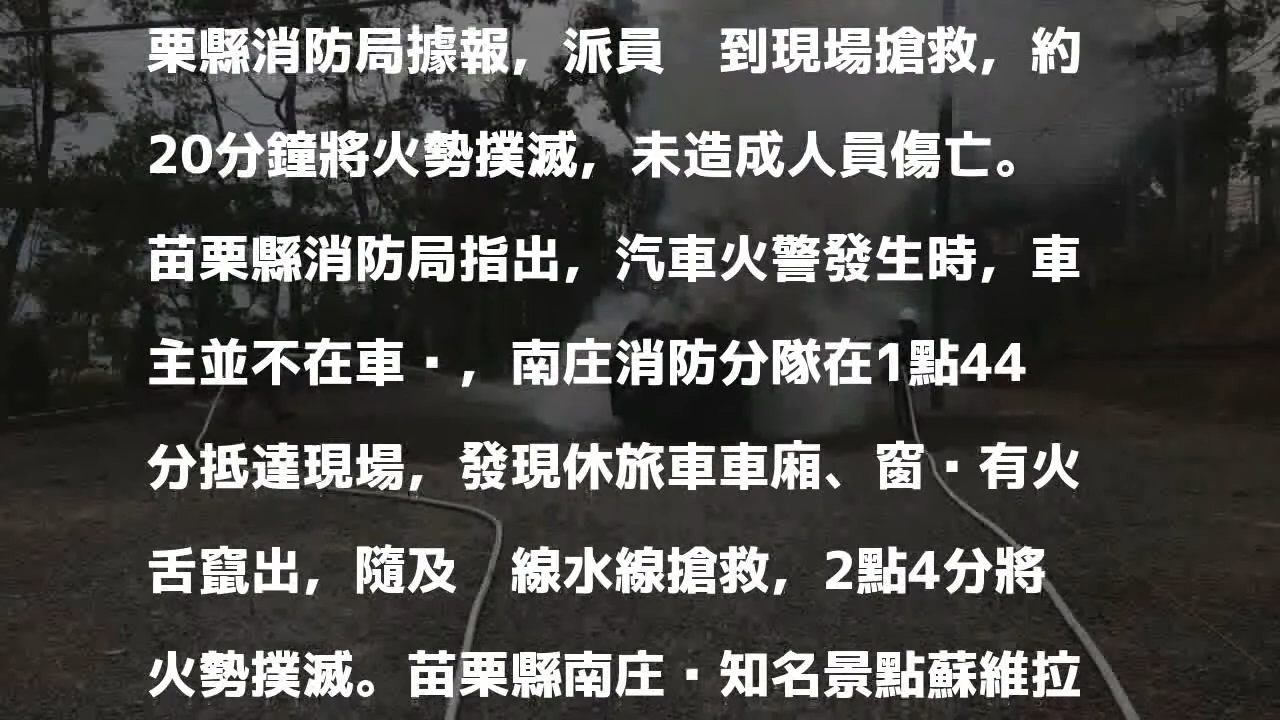 栗縣消防局據報，派員　到現場搶救，約
20分鐘將火勢撲滅，未造成人員傷亡。
苗栗縣消防局指出，汽車火警發生時，車
主並不在車▪，南庄消防分隊在1點44
分抵達現場，發現休旅車車廂、窗▪有火
舌竄出，隨及　線水線搶救，2點4分將
火勢撲滅。苗栗縣南庄▪知名景點蘇維拉